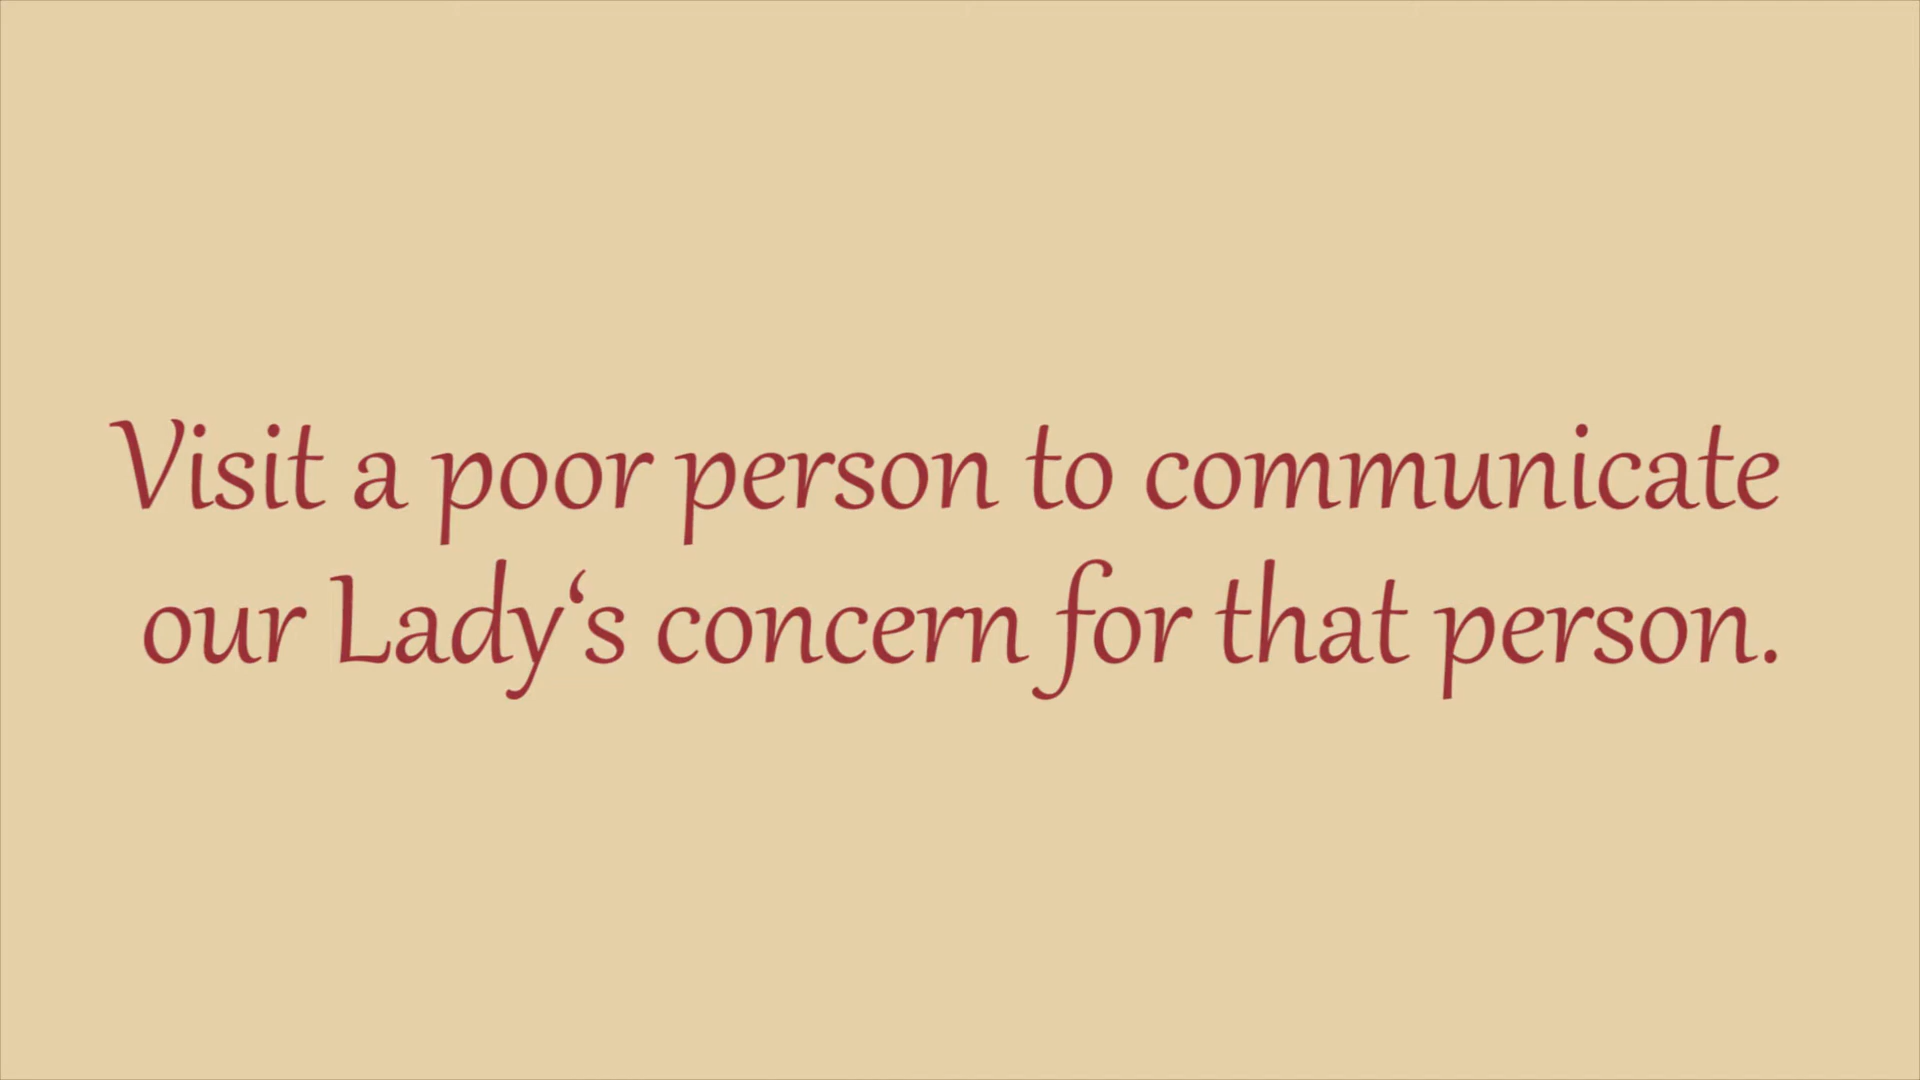 Visit a poor person to communicate
our Lady‘s concern for that person.